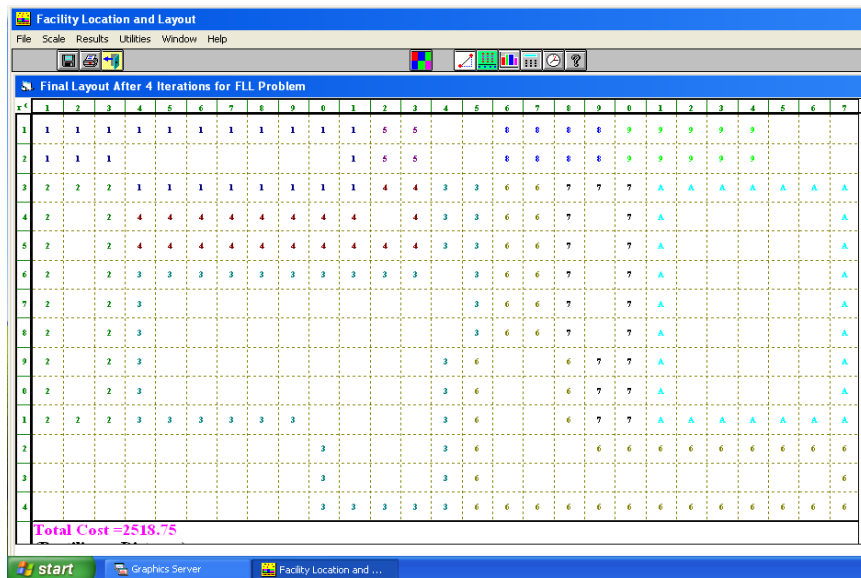 Facility Location and Layout
File Scale Results Utilities Window Help
Final Layout After 4 Iterations for FLL Problem
1 2 3 4 5 6 7 8 9 0 1 2 3 4 5 6 7 8 9 0 1 2 3 4 5 6 7
1 1 1 1 1 1 1 1 1 1 1 1 5 5 8 8 8 8 9 9 9 9 9
2 1 1 1 1 5 5 8 8 8 8 9 9 9 9 9
3 2 2 2 1 1 1 1 1 1 1 1 4 4 3 3 6 6 7 7 7 A A A A A A A
4 2 2 4 4 4 4 4 4 4 4 4 3 3 6 6 7 7 A A
5 2 2 4 4 4 4 4 4 4 4 4 3 3 6 6 7 7 A A
6 2 2 3 3 3 3 3 3 3 3 3 3 3 6 6 7 7 A A
7 2 2 3 3 6 6 7 7 A A
8 2 2 3 3 6 6 7 7 A A
9 2 2 3 3 6 6 7 7 A A
0 2 2 3 3 6 6 7 7 A A
1 2 2 2 3 3 3 3 3 3 3 6 6 7 7 A A A A A A A
2 3 3 6 6 6 6 6 6 6 6 6 6
3 3 3 6 6
4 3 3 3 3 3 6 6 6 6 6 6 6 6 6 6 6 6 6
Total Cost =2518.75
start Graphics Server Facility Location and ...